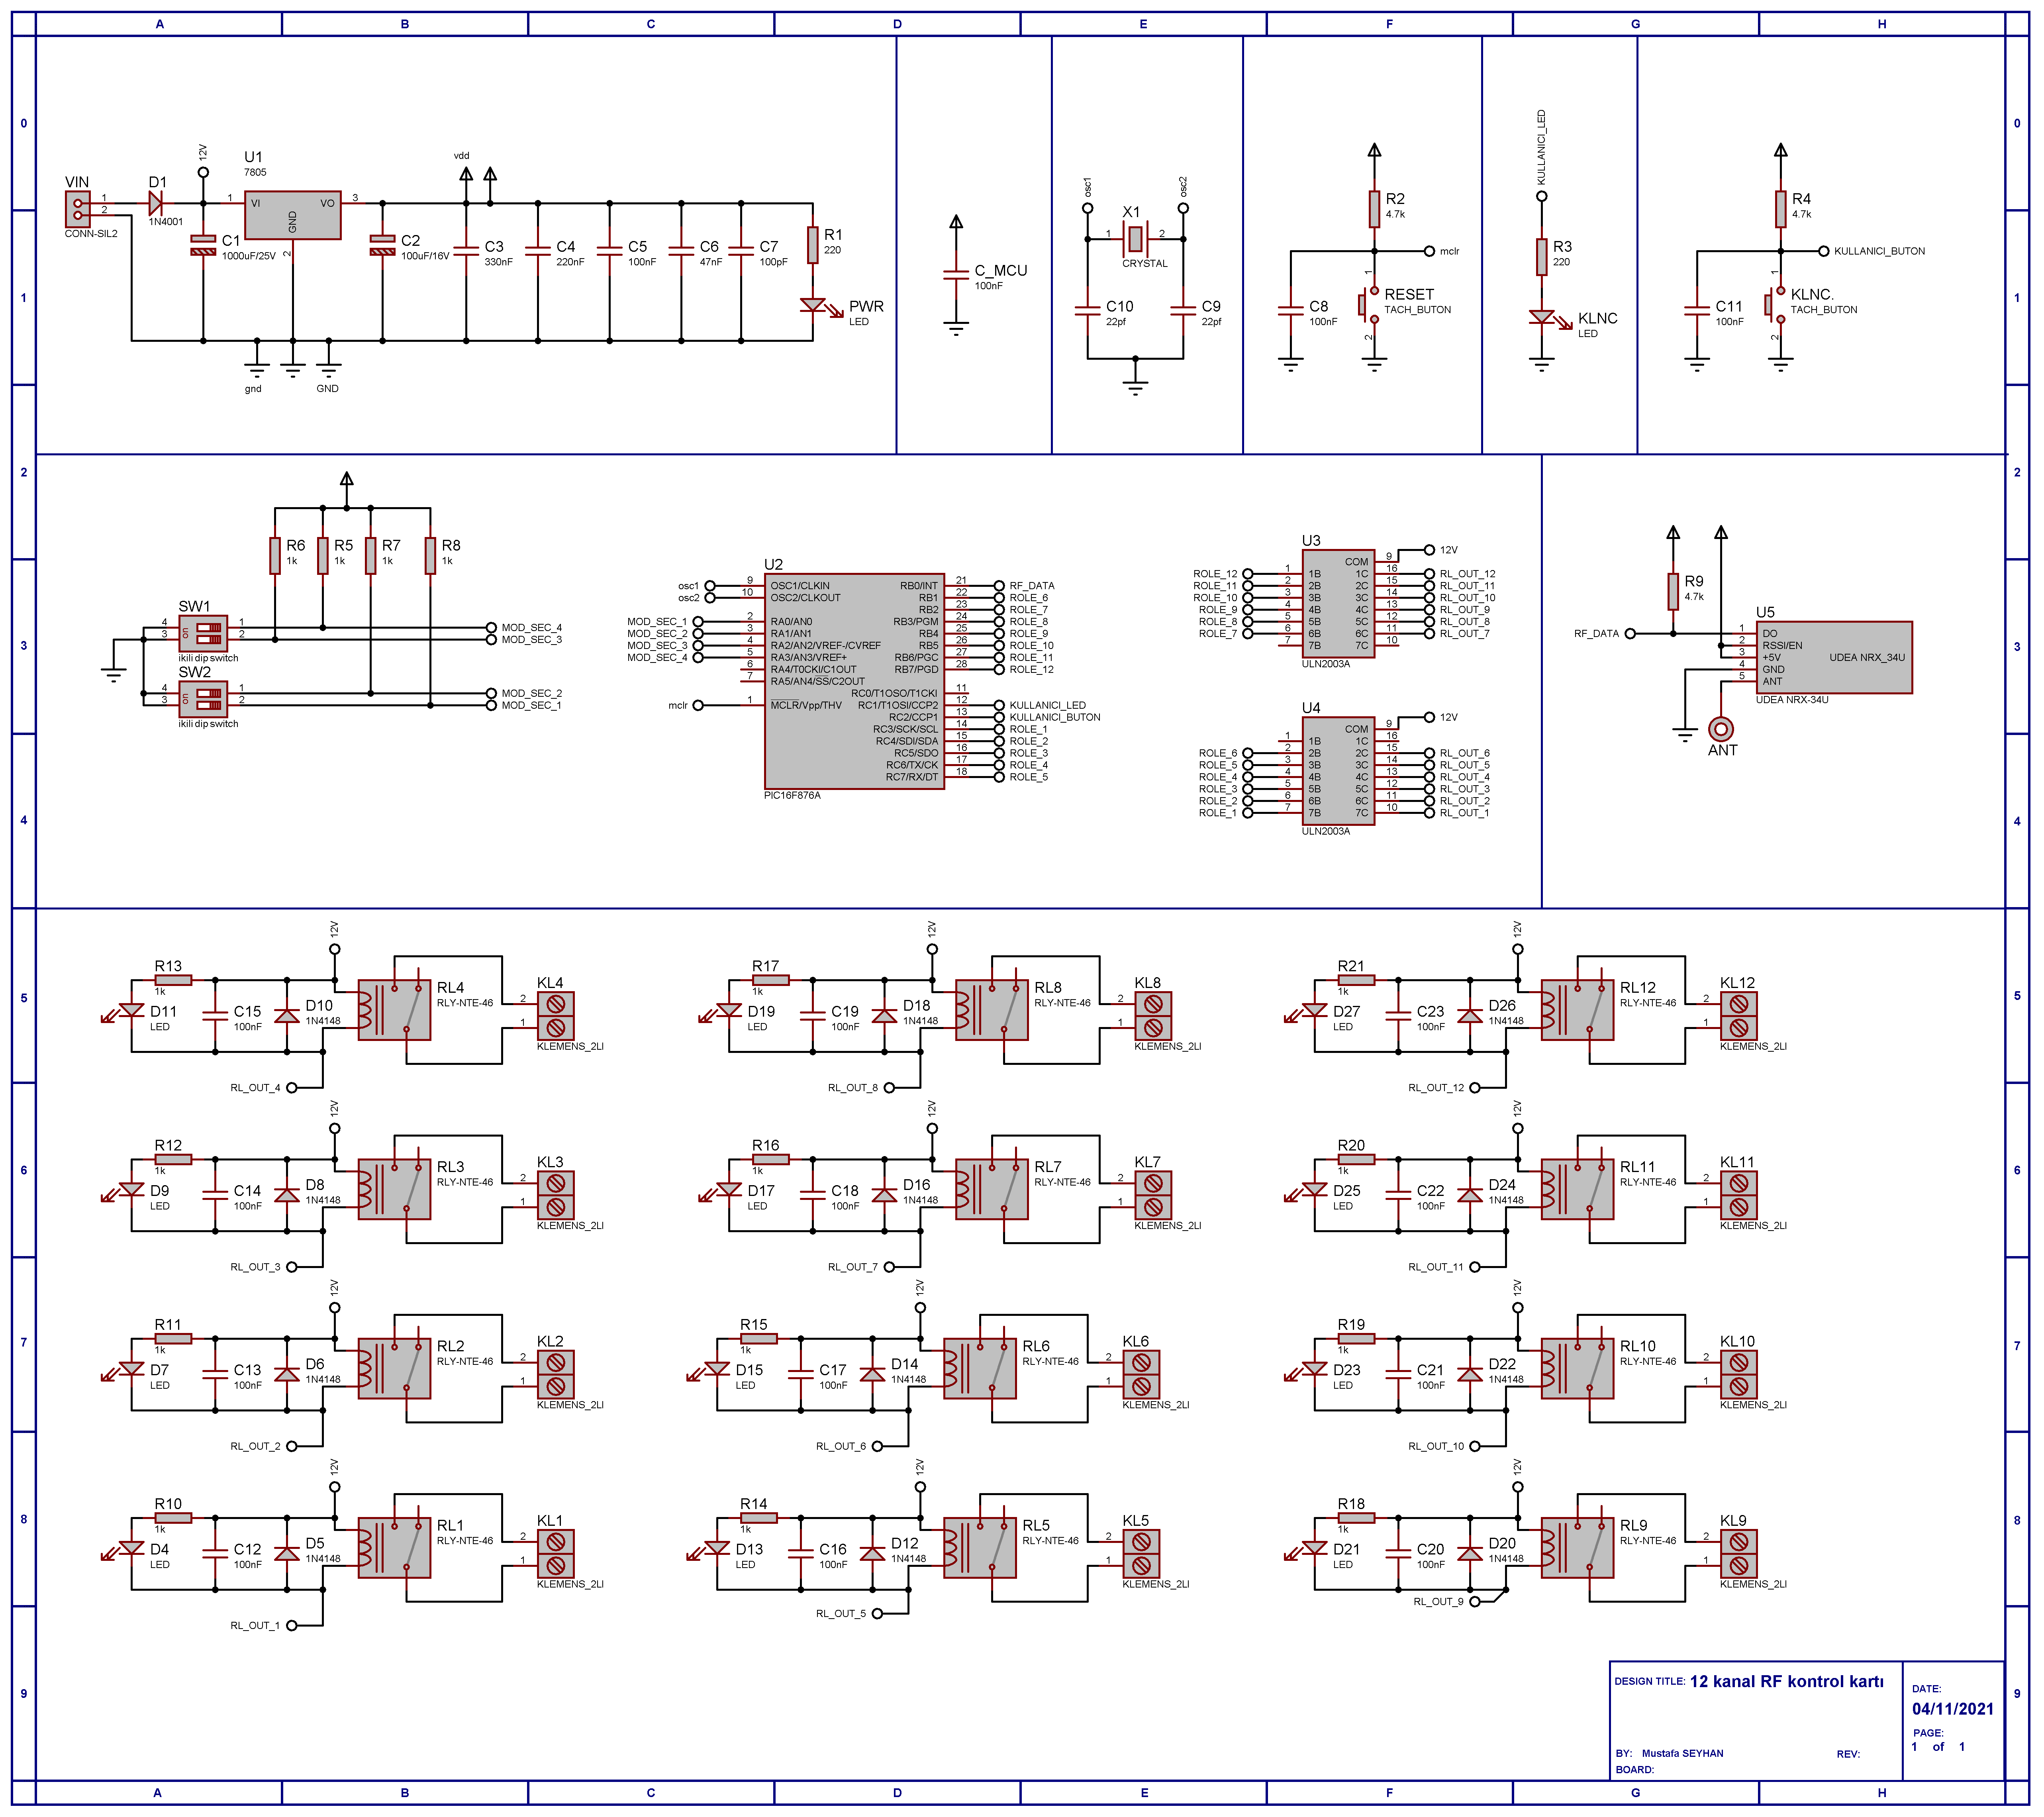 A B C D E F G H
0
0
VIN
1
2
CONN-SIL2
D1
1N4001
12V
U1
7805
1
VI
VO
3
GND
2
C1
1000uF/25V
C2
100uF/16V
vdd
C3
330nF
C4
220nF
C5
100nF
C6
47nF
C7
100pF
R1
220
PWR
LED
gnd
GND
C_MCU
100nF
osc1
osc2
X1
1
2
CRYSTAL
C10
22pf
C9
22pf
R2
4.7k
mclr
C8
100nF
1
RESET
TACH_BUTON
2
KULLANICI_LED
R3
220
KLNC
LED
R4
4.7k
KULLANICI_BUTON
C11
100nF
1
KLNC.
TACH_BUTON
2
1
1
2
2
R6
1k
R5
1k
R7
1k
R8
1k
SW1
4
3
on
1
2
ikili dip switch
MOD_SEC_4
MOD_SEC_3
SW2
4
3
on
1
2
ikili dip switch
MOD_SEC_2
MOD_SEC_1
U2
osc1 9 OSC1/CLKIN
osc2 10 OSC2/CLKOUT
MOD_SEC_1 2 RA0/AN0
MOD_SEC_2 3 RA1/AN1
MOD_SEC_3 4 RA2/AN2/VREF-/CVREF
MOD_SEC_4 5 RA3/AN3/VREF+
6 RA4/T0CKI/C1OUT
7 RA5/AN4/SS/C2OUT
mclr 1 MCLR/Vpp/THV
RB0/INT 21 RF_DATA
RB1 22 ROLE_6
RB2 23 ROLE_7
RB3/PGM 24 ROLE_8
RB4 25 ROLE_9
RB5 26 ROLE_10
RB6/PGC 27 ROLE_11
RB7/PGD 28 ROLE_12
RC0/T1OSO/T1CKI 11
RC1/T1OSI/CCP2 12 KULLANICI_LED
RC2/CCP1 13 KULLANICI_BUTON
RC3/SCK/SCL 14 ROLE_1
RC4/SDI/SDA 15 ROLE_2
RC5/SDO 16 ROLE_3
RC6/TX/CK 17 ROLE_4
RC7/RX/DT 18 ROLE_5
PIC16F876A
U3
COM 9 12V
ROLE_12 1 1B 1C 16 RL_OUT_12
ROLE_11 2 2B 2C 15 RL_OUT_11
ROLE_10 3 3B 3C 14 RL_OUT_10
ROLE_9 4 4B 4C 13 RL_OUT_9
ROLE_8 5 5B 5C 12 RL_OUT_8
ROLE_7 6 6B 6C 11 RL_OUT_7
7 7B 7C 10
ULN2003A
U4
COM 9 12V
1 1B 1C 16
ROLE_6 2 2B 2C 15 RL_OUT_6
ROLE_5 3 3B 3C 14 RL_OUT_5
ROLE_4 4 4B 4C 13 RL_OUT_4
ROLE_3 5 5B 5C 12 RL_OUT_3
ROLE_2 6 6B 6C 11 RL_OUT_2
ROLE_1 7 7B 7C 10 RL_OUT_1
ULN2003A
R9
4.7k
U5
RF_DATA 1 DO
2 RSSI/EN
3 +5V
4 GND
5 ANT
UDEA NRX_34U
UDEA NRX-34U
ANT
3
3
4
4
12V
R13
1k
D11
LED
C15
100nF
D10
1N4148
RL4
RLY-NTE-46
KL4
2
1
KLEMENS_2LI
RL_OUT_4
12V
R17
1k
D19
LED
C19
100nF
D18
1N4148
RL8
RLY-NTE-46
KL8
2
1
KLEMENS_2LI
RL_OUT_8
12V
R21
1k
D27
LED
C23
100nF
D26
1N4148
RL12
RLY-NTE-46
KL12
2
1
KLEMENS_2LI
RL_OUT_12
5
5
12V
R12
1k
D9
LED
C14
100nF
D8
1N4148
RL3
RLY-NTE-46
KL3
2
1
KLEMENS_2LI
RL_OUT_3
12V
R16
1k
D17
LED
C18
100nF
D16
1N4148
RL7
RLY-NTE-46
KL7
2
1
KLEMENS_2LI
RL_OUT_7
12V
R20
1k
D25
LED
C22
100nF
D24
1N4148
RL11
RLY-NTE-46
KL11
2
1
KLEMENS_2LI
RL_OUT_11
6
6
12V
R11
1k
D7
LED
C13
100nF
D6
1N4148
RL2
RLY-NTE-46
KL2
2
1
KLEMENS_2LI
RL_OUT_2
12V
R15
1k
D15
LED
C17
100nF
D14
1N4148
RL6
RLY-NTE-46
KL6
2
1
KLEMENS_2LI
RL_OUT_6
12V
R19
1k
D23
LED
C21
100nF
D22
1N4148
RL10
RLY-NTE-46
KL10
2
1
KLEMENS_2LI
RL_OUT_10
7
7
12V
R10
1k
D4
LED
C12
100nF
D5
1N4148
RL1
RLY-NTE-46
KL1
2
1
KLEMENS_2LI
RL_OUT_1
12V
R14
1k
D13
LED
C16
100nF
D12
1N4148
RL5
RLY-NTE-46
KL5
2
1
KLEMENS_2LI
RL_OUT_5
12V
R18
1k
D21
LED
C20
100nF
D20
1N4148
RL9
RLY-NTE-46
KL9
2
1
KLEMENS_2LI
RL_OUT_9
8
8
9
9
DESIGN TITLE: 12 kanal RF kontrol kartı
DATE:
04/11/2021
PAGE:
1 of 1
BY: Mustafa SEYHAN
REV:
BOARD:
A B C D E F G H